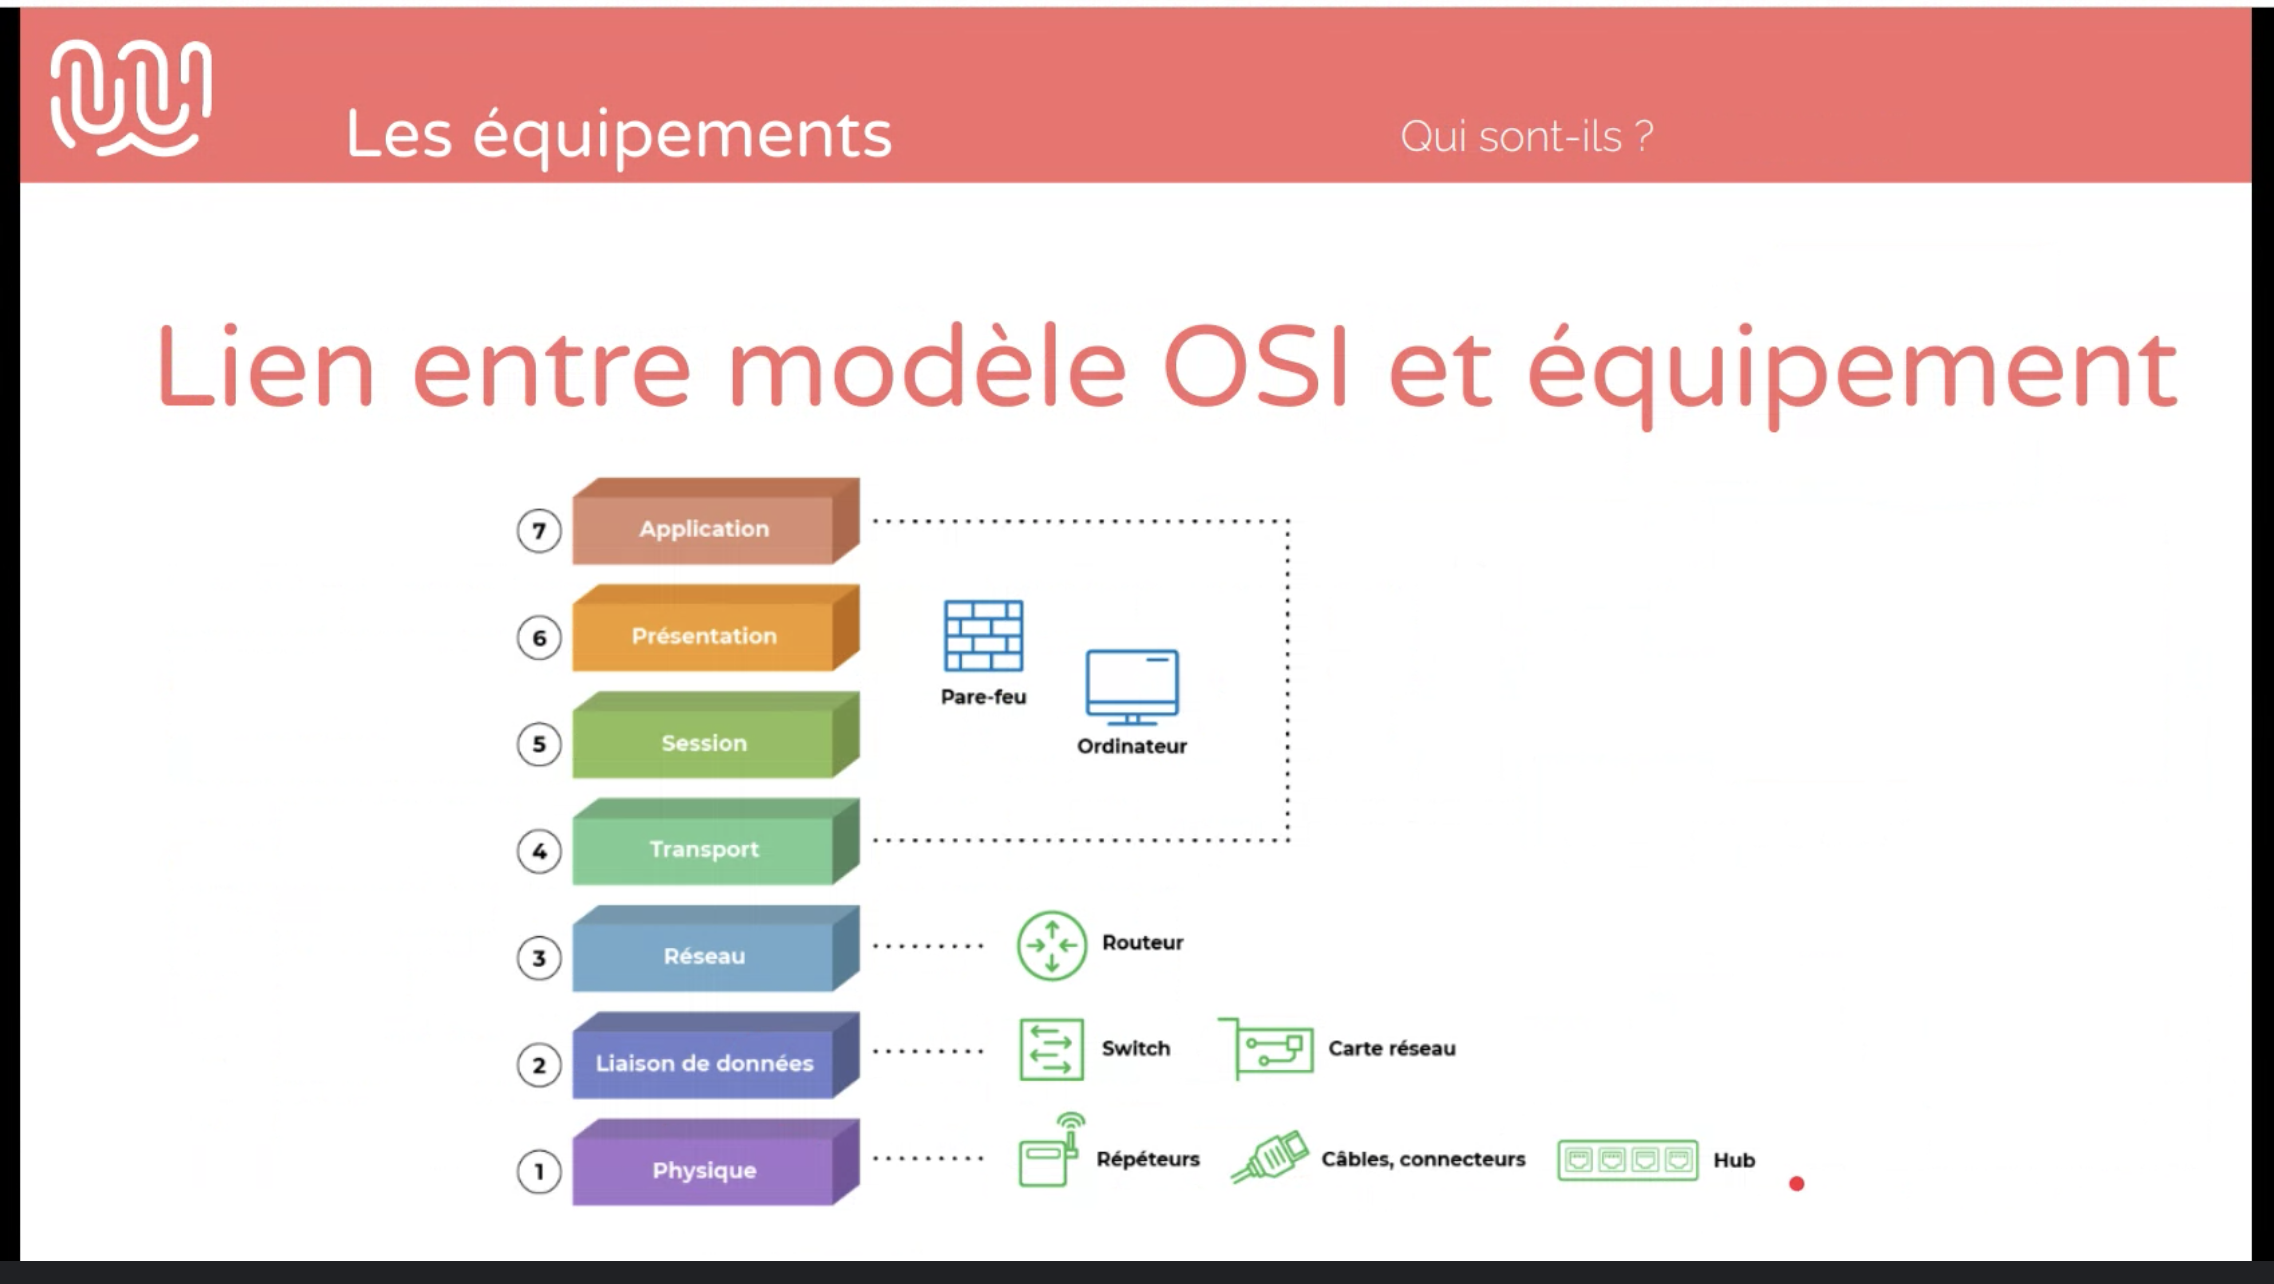 Les équipements
Qui sont-ils ?
Lien entre modèle OSI et équipement
7 Application
6 Présentation
Pare-feu
Ordinateur
5 Session
4 Transport
3 Réseau Routeur
2 Liaison de données Switch Carte réseau
1 Physique Répéteurs Câbles, connecteurs Hub